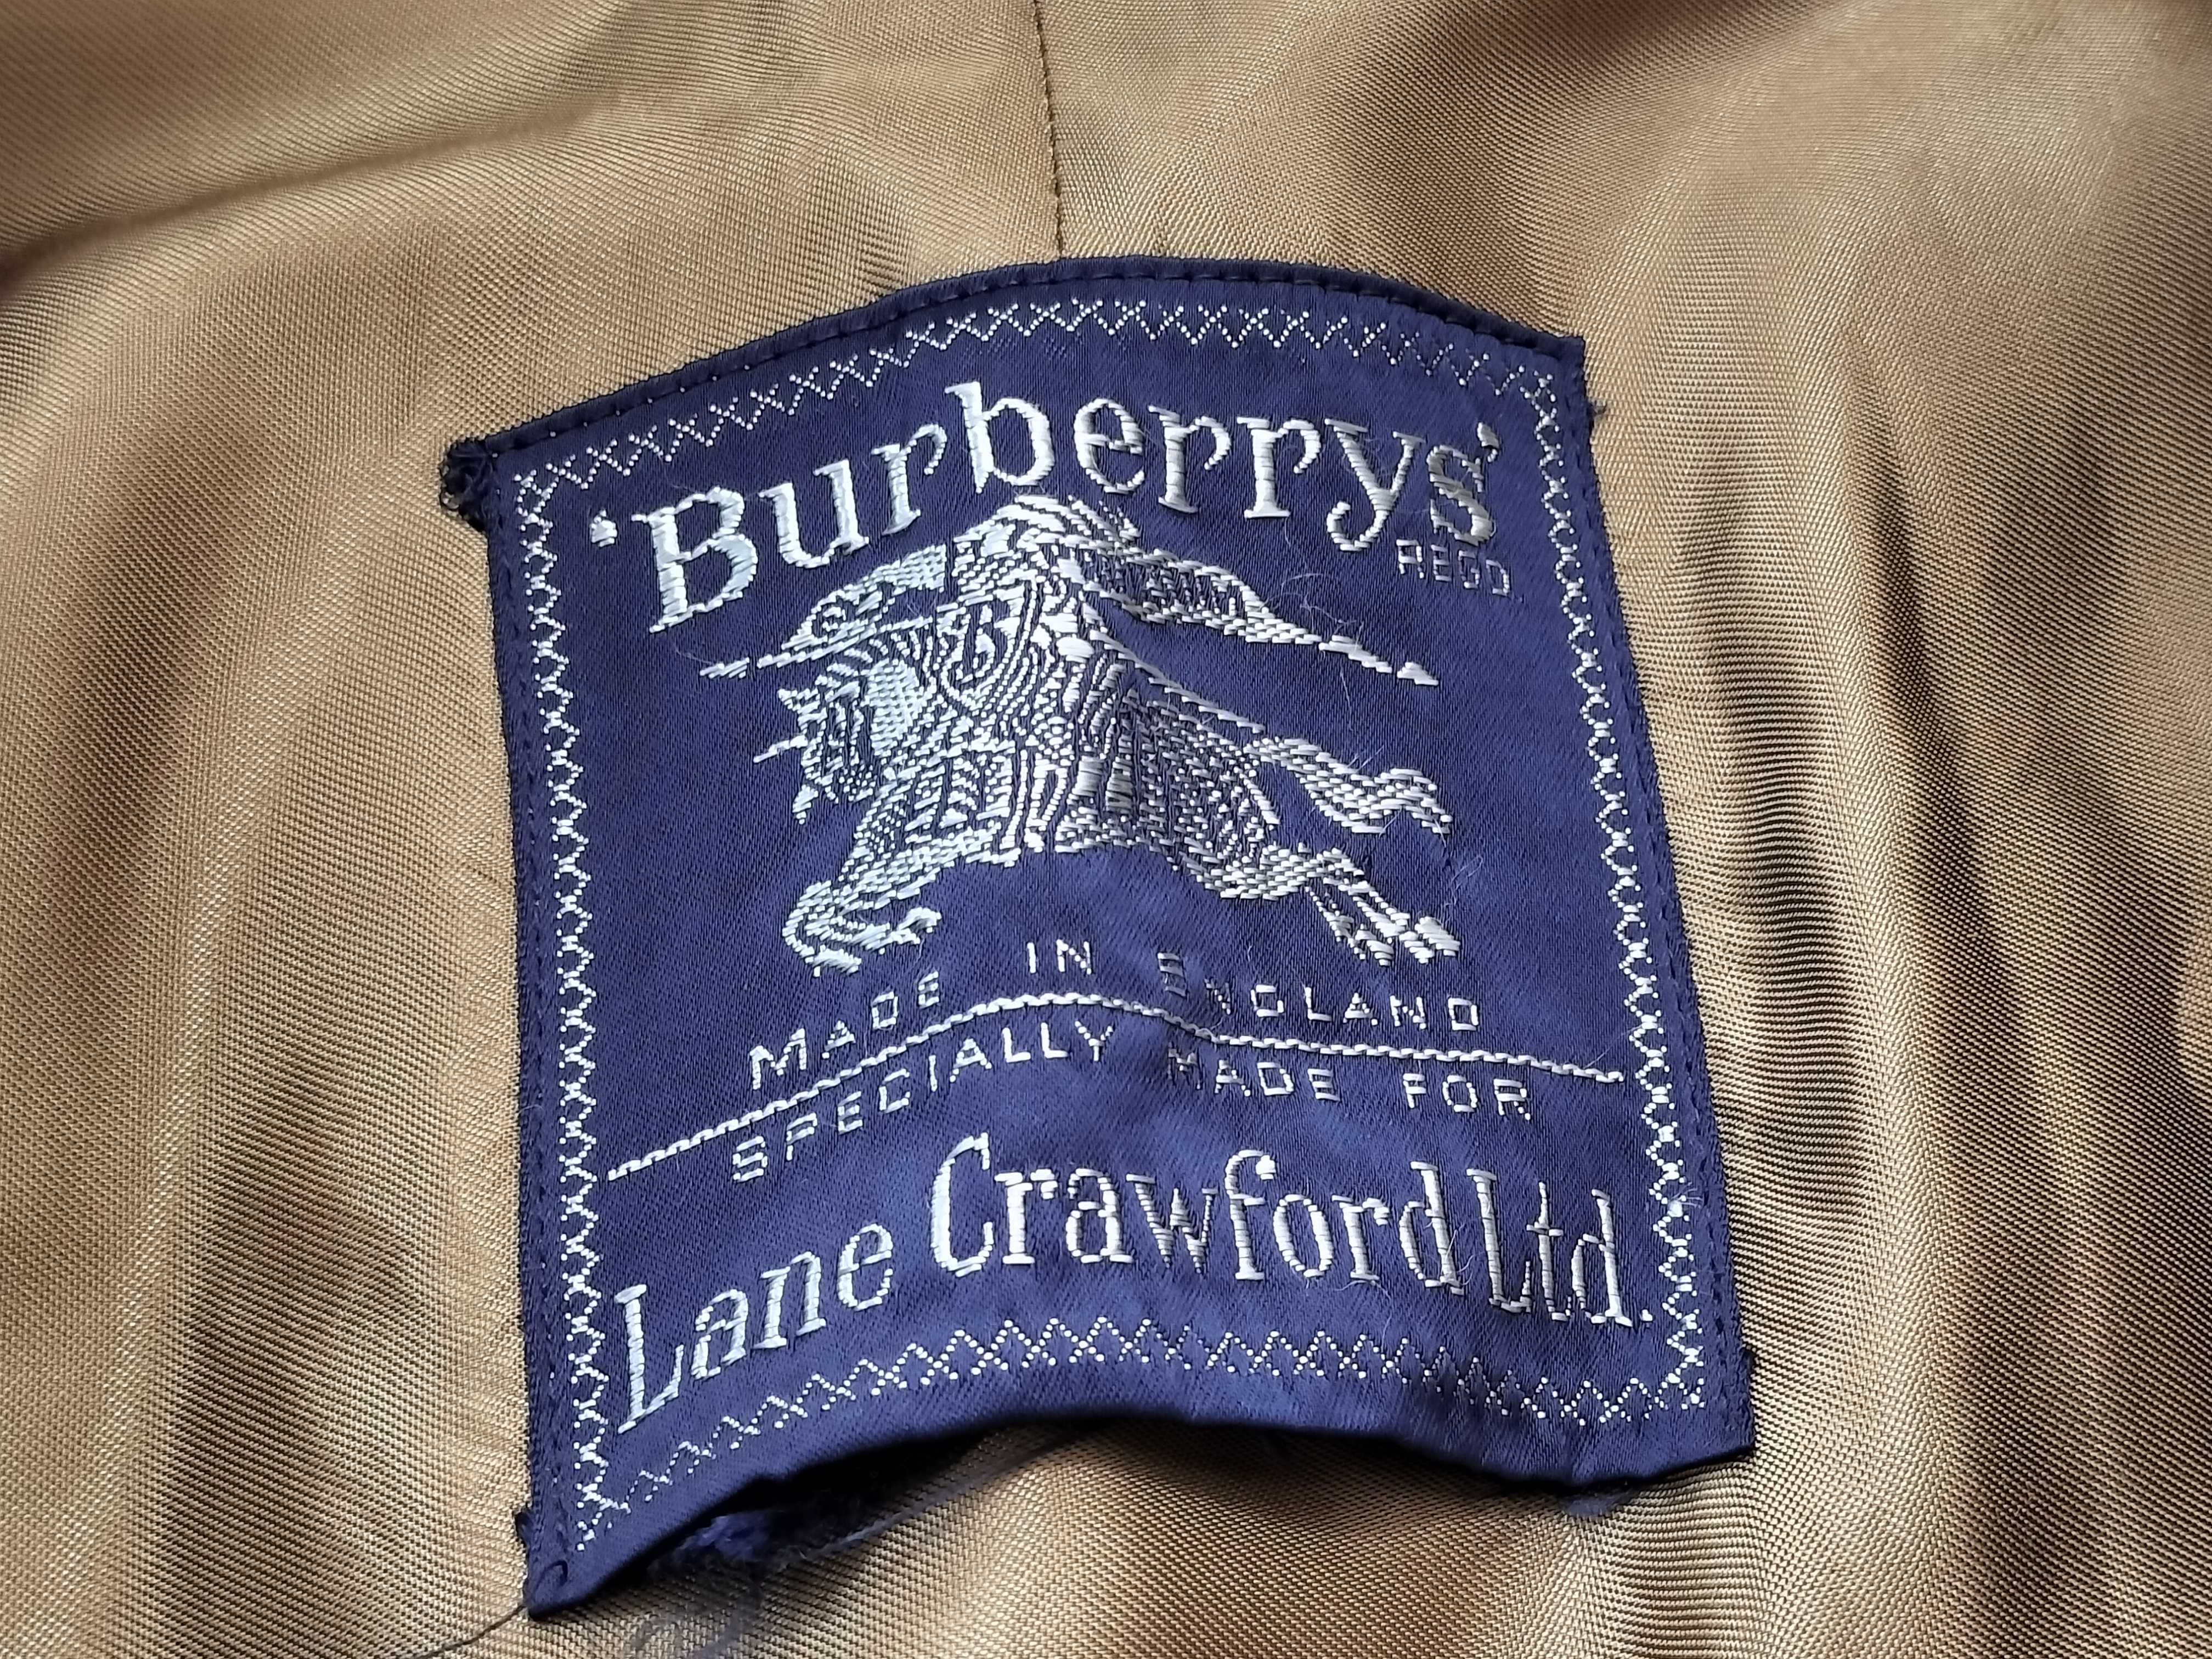 'Burberrys'
REGD.
B
MADE IN ENGLAND
SPECIALLY MADE FOR
Lane Crawford Ltd.